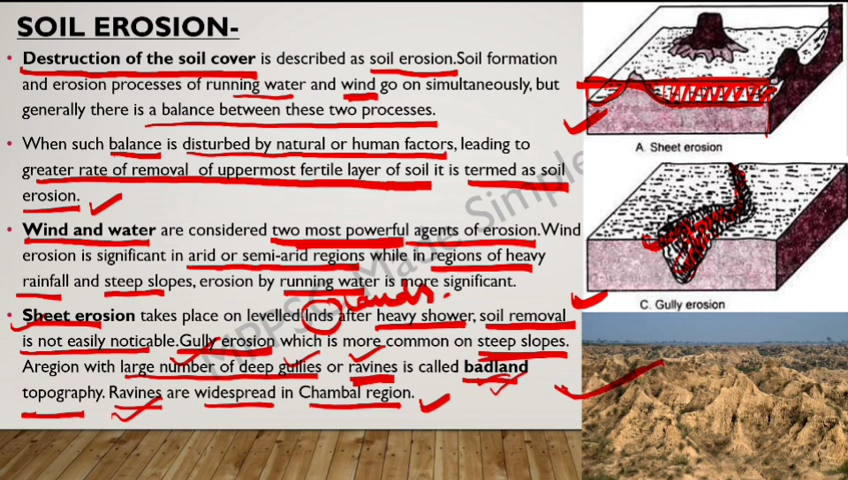 SOIL EROSION-
• Destruction of the soil cover is described as soil erosion.Soil formation
and erosion processes of running water and wind go on simultaneously, but
generally there is a balance between these two processes.
• When such balance is disturbed by natural or human factors, leading to
greater rate of removal of uppermost fertile layer of soil it is termed as soil
erosion.
• Wind and water are considered two most powerful agents of erosion.Wind
erosion is significant in arid or semi-arid regions while in regions of heavy
rainfall and steep slopes, erosion by running water is more significant.
lands.
• Sheet erosion takes place on levelled lnds after heavy shower, soil removal
is not easily noticable.Gully erosion which is more common on steep slopes.
Aregion with large number of deep gullies or ravines is called badland
topography. Ravines are widespread in Chambal region.
A. Sheet erosion
C. Gully erosion
MPPSC Made Simple